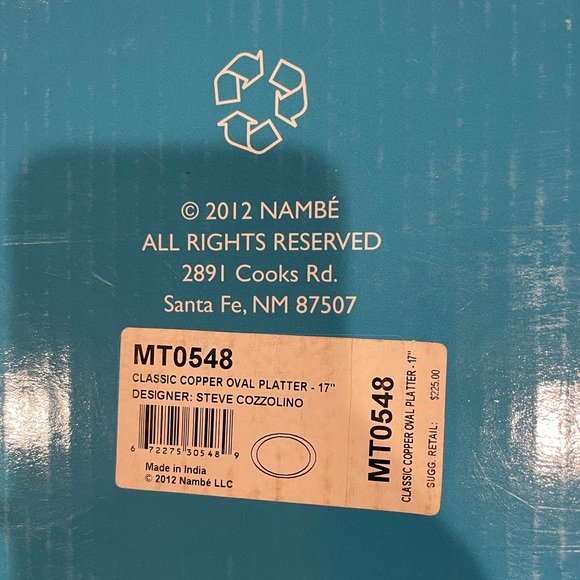 © 2012 NAMBÉ
ALL RIGHTS RESERVED
2891 Cooks Rd.
Santa Fe, NM 87507
MT0548
CLASSIC COPPER OVAL PLATTER - 17"
DESIGNER: STEVE COZZOLINO
6 72275 30548 9
Made in India
© 2012 Nambé LLC
MT0548
CLASSIC COPPER OVAL PLATTER - 17"
SUGG. RETAIL: $225.00